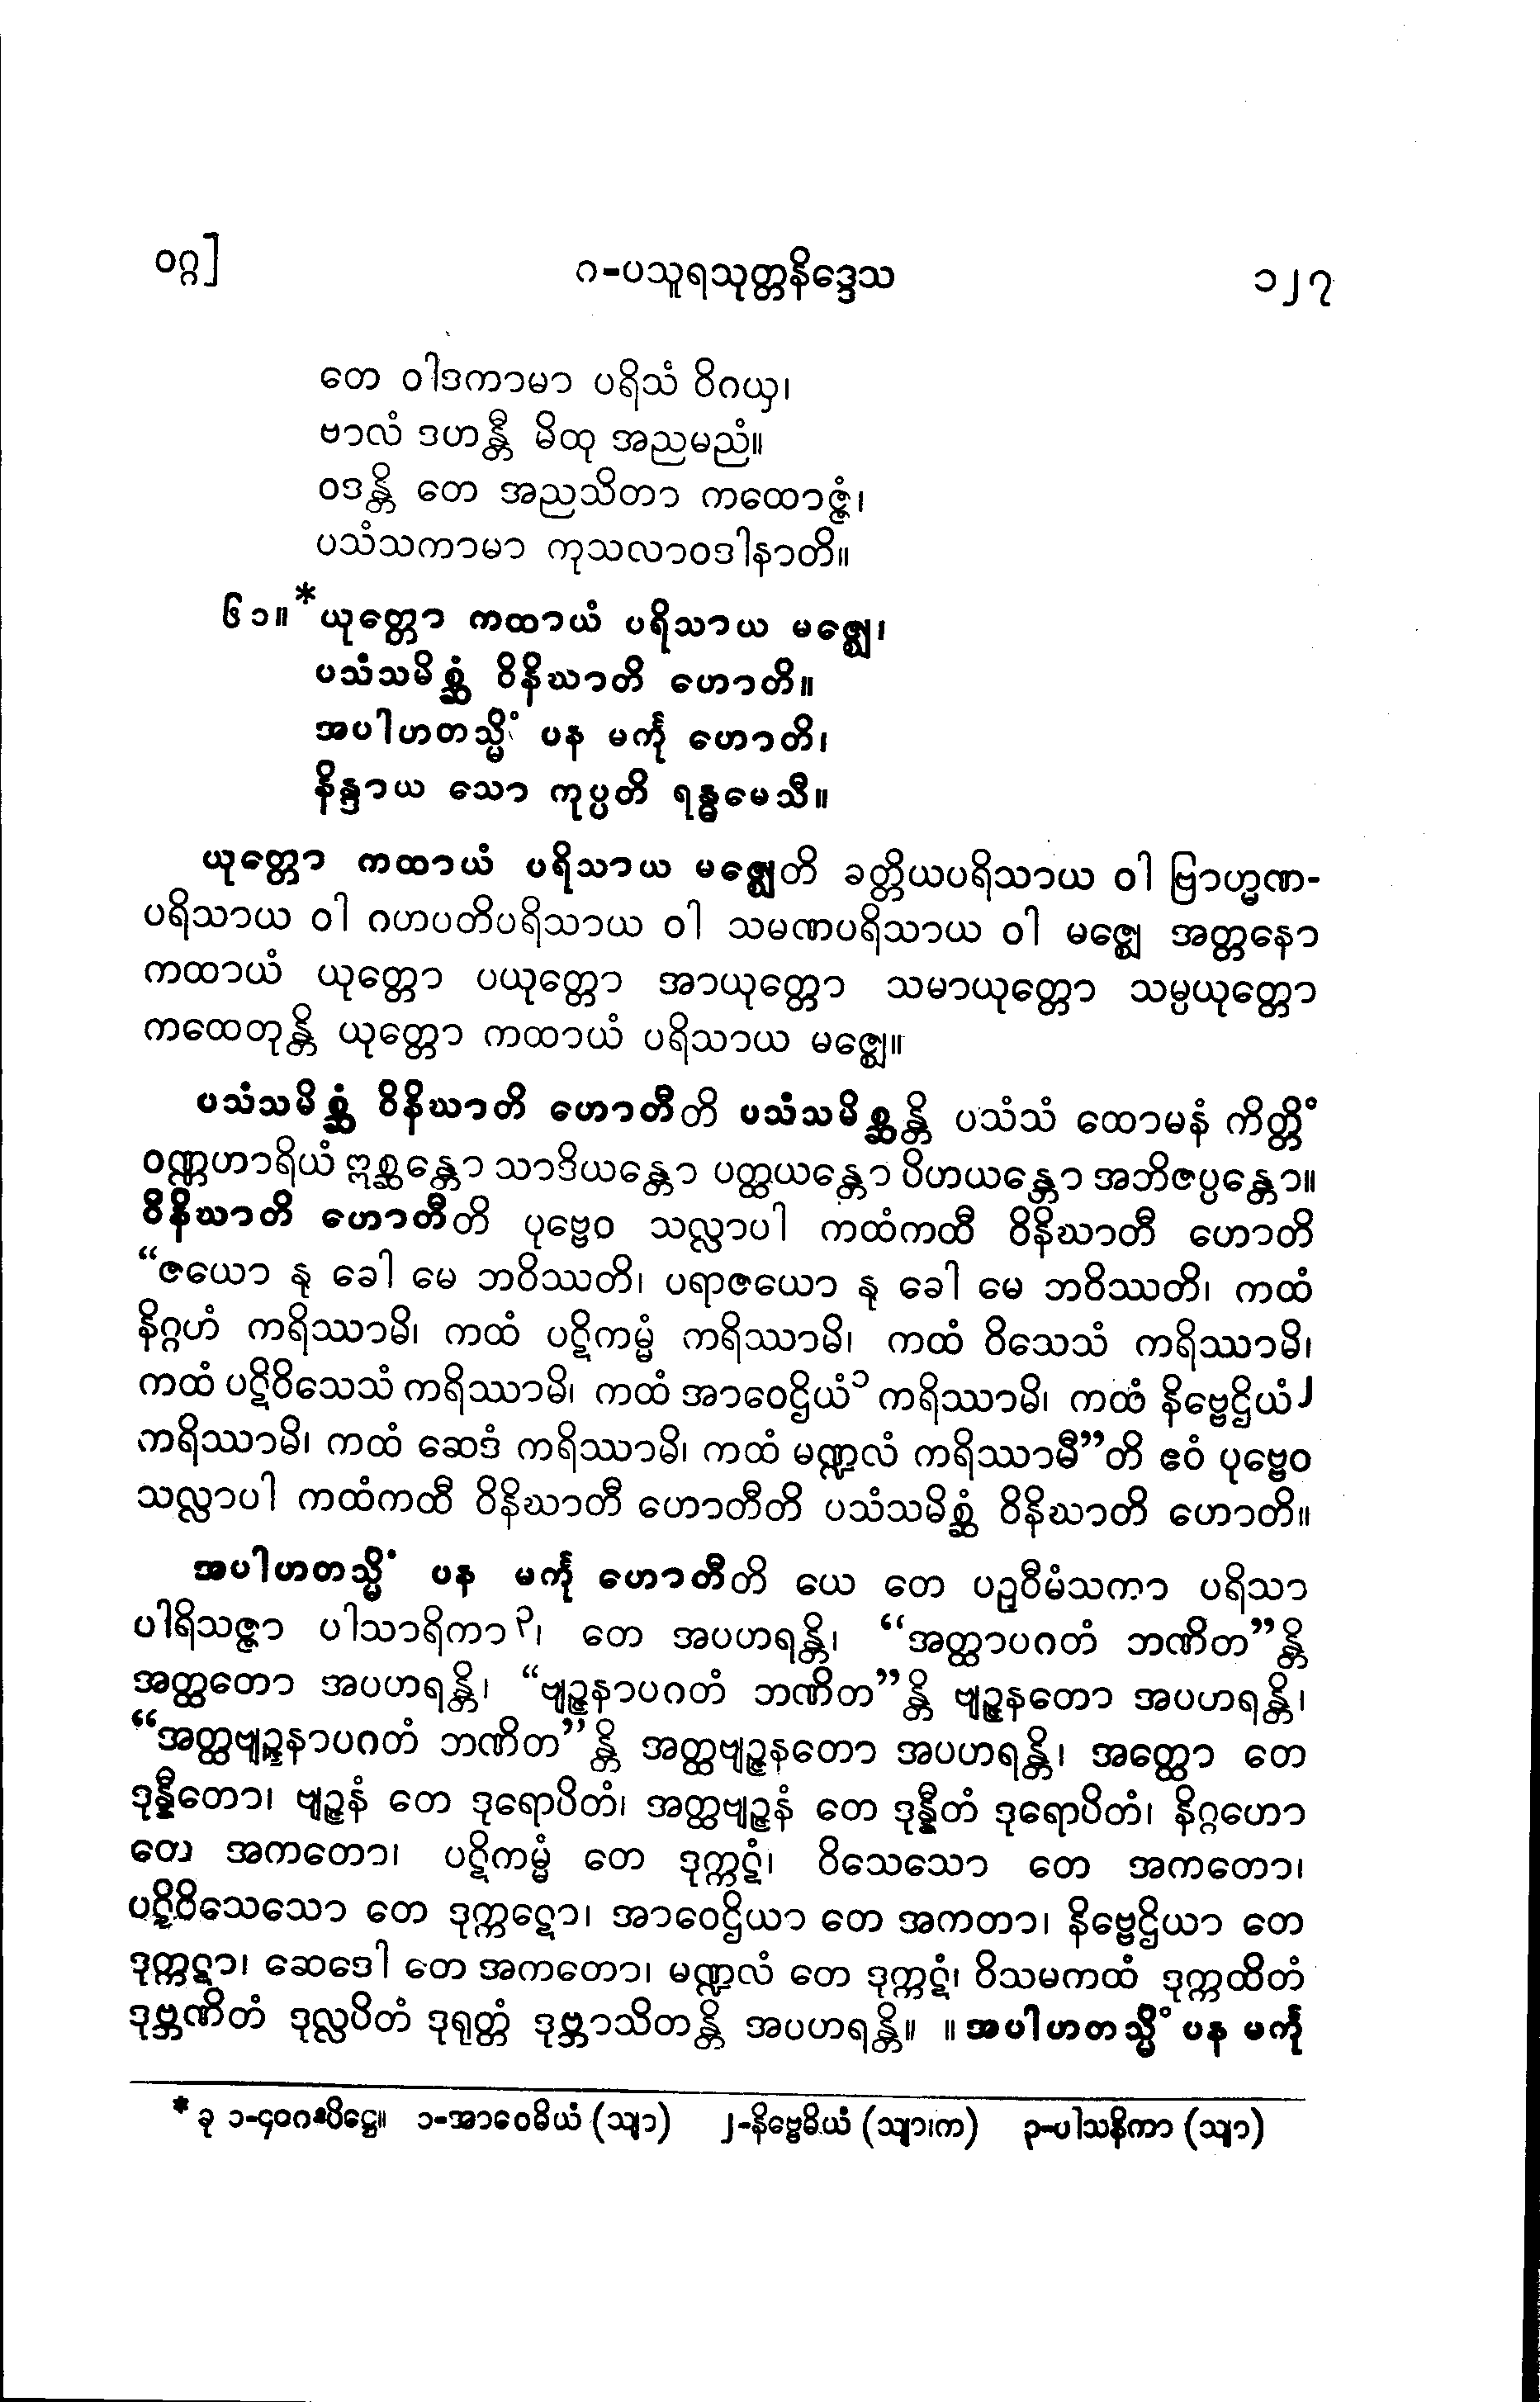 ဝဂ္ဂ] ဂ-ပသူရသုတ္တနိဒ္ဒေသ ၁၂၇
တေ ဝါဒကာမာ ပရိသံ ဝိဂယှ၊
ဗာလံ ဒဟန္တီ မိထု အညမညံ။
ဝဒန္တိ တေ အညသိတာ ကထောဇ္ဇံ၊
ပသံသကာမာ ကုသလာဝဒါနာတိ။
၆၁။*ယုတ္တော ကထာယံ ပရိသာယ မဇ္ဈေ၊
ပသံသမိစ္ဆံ ဝိနိဃာတိ ဟောတိ။
အပါဟတသ္မိံ ပန မင်္ကု ဟောတိ၊
နိန္ဒာယ သော ကုပ္ပတိ ရန္ဓမေသီ။
ယုတ္တော ကထာယံ ပရိသာယ မဇ္ဈေတိ ခတ္တိယပရိသာယ ဝါ ဗြာဟ္မဏ-
ပရိသာယ ဝါ ဂဟပတိပရိသာယ ဝါ သမဏပရိသာယ ဝါ မဇ္ဈေ အတ္တနော
ကထာယံ ယုတ္တော ပယုတ္တော အာယုတ္တော သမာယုတ္တော သမ္ပယုတ္တော
ကထေတုန္တိ ယုတ္တော ကထာယံ ပရိသာယ မဇ္ဈေ။
ပသံသမိစ္ဆံ ဝိနိဃာတိ ဟောတီတိ ပသံသမိစ္ဆန္တိ ပသံသံ ထောမနံ ကိတ္တိံ
ဝဏ္ဏဟာရိယံ ဣစ္ဆန္တော သာဒိယန္တော ပတ္ထယန္တော ပိဟယန္တော အဘိဇပ္ပန္တော။
ဝိနိဃာတိ ဟောတီတိ ပုဗ္ဗေဝ သလ္လာပါ ကထံကထီ ဝိနိဃာတီ ဟောတိ
“ဇယော နု ခေါ မေ ဘဝိဿတိ၊ ပရာဇယော နု ခေါ မေ ဘဝိဿတိ၊ ကထံ
နိဂ္ဂဟံ ကရိဿာမိ၊ ကထံ ပဋိကမ္မံ ကရိဿာမိ၊ ကထံ ဝိသေသံ ကရိဿာမိ၊
ကထံ ပဋိဝိသေသံ ကရိဿာမိ၊ ကထံ အာဝေဌိယံ၁ ကရိဿာမိ၊ ကထံ နိဗ္ဗေဌိယံ၂
ကရိဿာမိ၊ ကထံ ဆေဒံ ကရိဿာမိ၊ ကထံ မဏ္ဍလံ ကရိဿာမီ”တိ ဧဝံ ပုဗ္ဗေဝ
သလ္လာပါ ကထံကထီ ဝိနိဃာတီ ဟောတီတိ ပသံသမိစ္ဆံ ဝိနိဃာတိ ဟောတိ။
အပါဟတသ္မိံ ပန မင်္ကု ဟောတီတိ ယေ တေ ပဉှဝီမံသကာ ပရိသာ
ပါရိသဇ္ဇာ ပါသာရိကာ၃၊ တေ အပဟရန္တိ၊ “အတ္ထာပဂတံ ဘဏိတ”န္တိ
အတ္ထတော အပဟရန္တိ၊ “ဗျဉ္ဇနာပဂတံ ဘဏိတ”န္တိ ဗျဉ္ဇနတော အပဟရန္တိ၊
“အတ္ထဗျဉ္ဇနာပဂတံ ဘဏိတ”န္တိ အတ္ထဗျဉ္ဇနတော အပဟရန္တိ၊ အတ္ထော တေ
ဒုန္နီတော၊ ဗျဉ္ဇနံ တေ ဒုရောပိတံ၊ အတ္ထဗျဉ္ဇနံ တေ ဒုန္နီတံ ဒုရောပိတံ၊ နိဂ္ဂဟော
တေ အကတော၊ ပဋိကမ္မံ တေ ဒုက္ကဋံ၊ ဝိသေသော တေ အကတော၊
ပဋိဝိသေသော တေ ဒုက္ကဋော၊ အာဝေဌိယာ တေ အကတာ၊ နိဗ္ဗေဌိယာ တေ
ဒုက္ကဋာ၊ ဆေဒေါ တေ အကတော၊ မဏ္ဍလံ တေ ဒုက္ကဋံ၊ ဝိသမကထံ ဒုက္ကထိတံ
ဒုဗ္ဘဏိတံ ဒုလ္လပိတံ ဒုရုတ္တံ ဒုဗ္ဘာသိတန္တိ အပဟရန္တိ။ ။အပါဟတသ္မိံ ပန မင်္ကု
* ခု ၁-၄၀ဂ-ပိဋ္ဌေ။ ၁-အာဝေဓိယံ (သျာ) ၂-နိဗ္ဗေဓိယံ (သျာ၊က) ၃-ပါသနိကာ (သျာ)